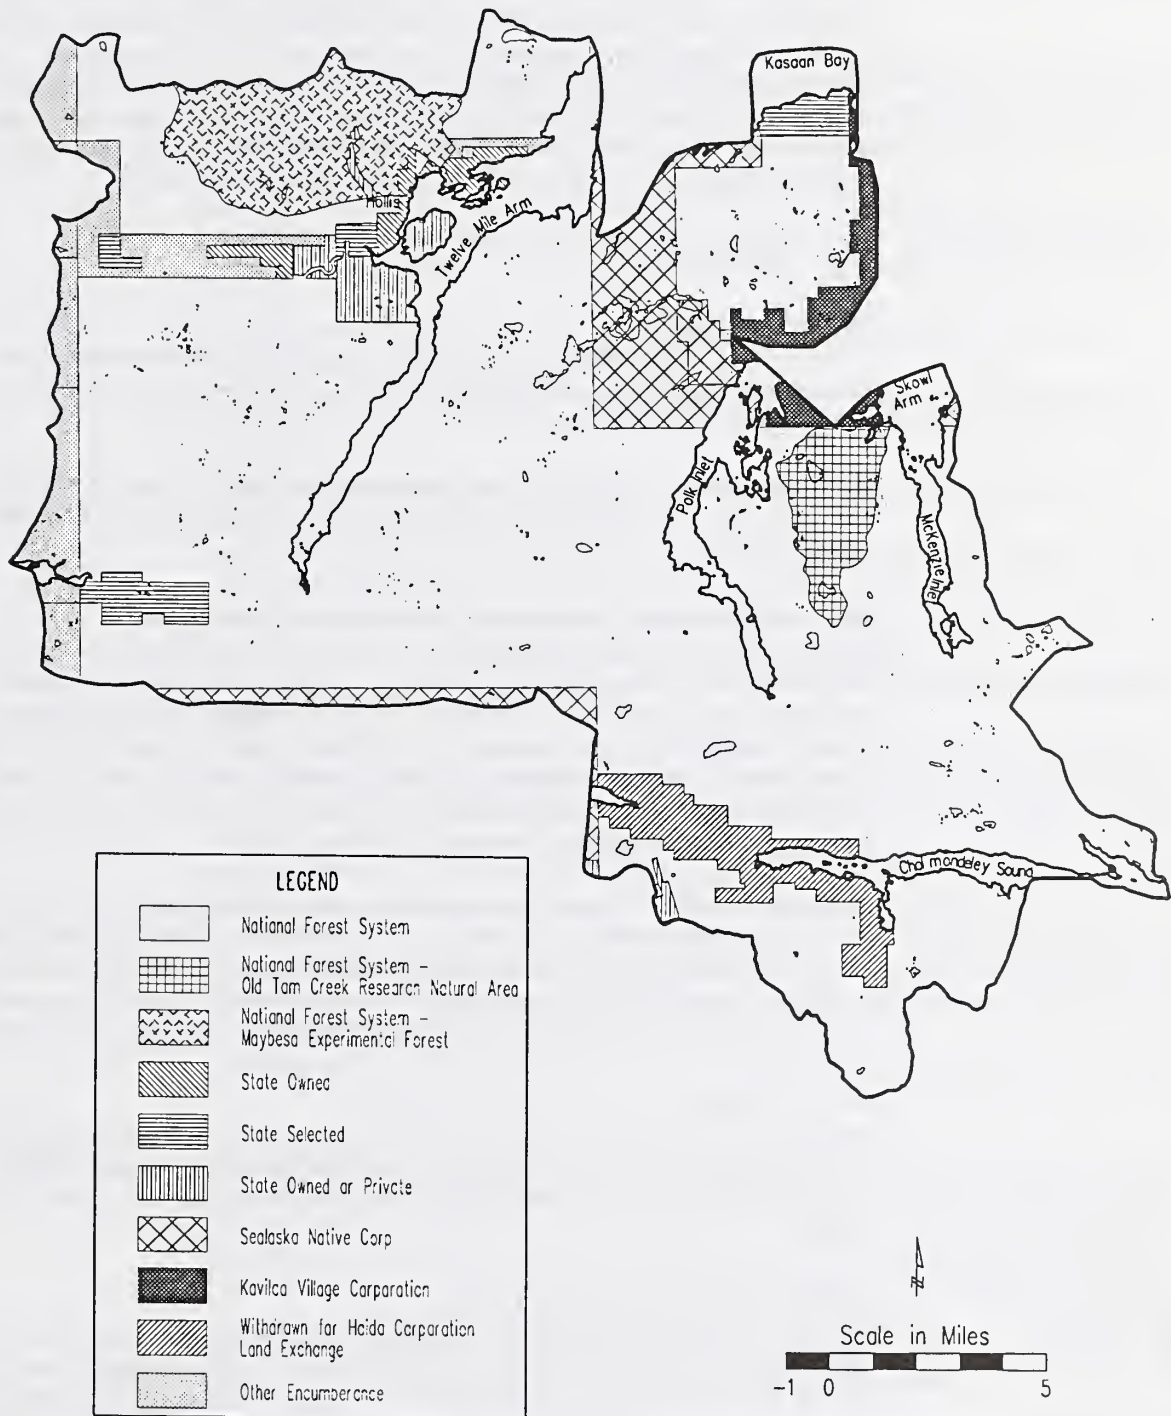 Kasaan Bay
Hollis
Twelve Mile Arm
Skowl
Arm
Polk Inlet
McKenzie Inle
Cholmondeley Sound
LEGEND
National Forest System
National Forest System -
Old Tom Creek Research Natural Area
National Forest System -
Maybeso Experimental Forest
State Owned
State Selected
State Owned or Private
Sealaska Native Corp
Kavilco Village Corporation
Withdrawn for Haida Corporation
Land Exchange
Other Encumberance
N
Scale in Miles
-1 0 5